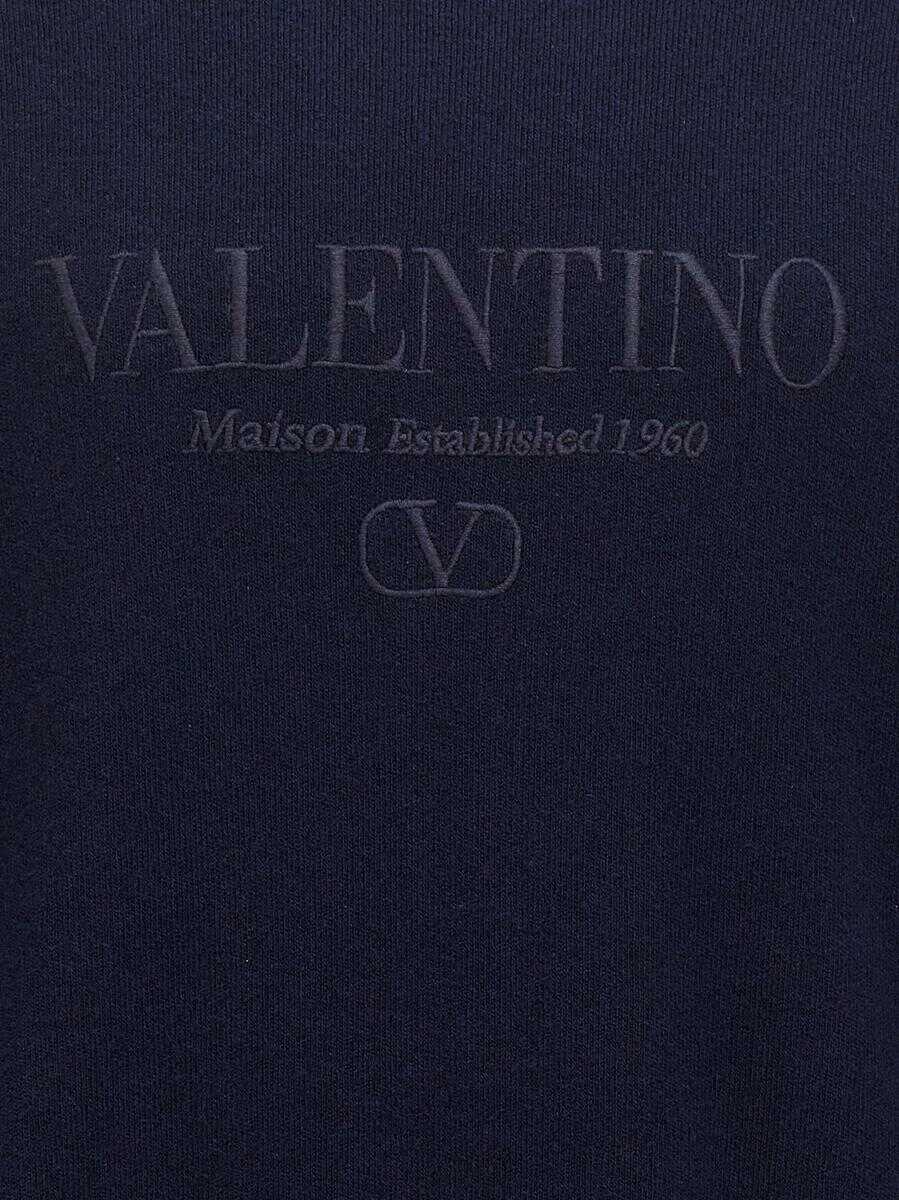 VALENTINO
Maison Established 1960
V